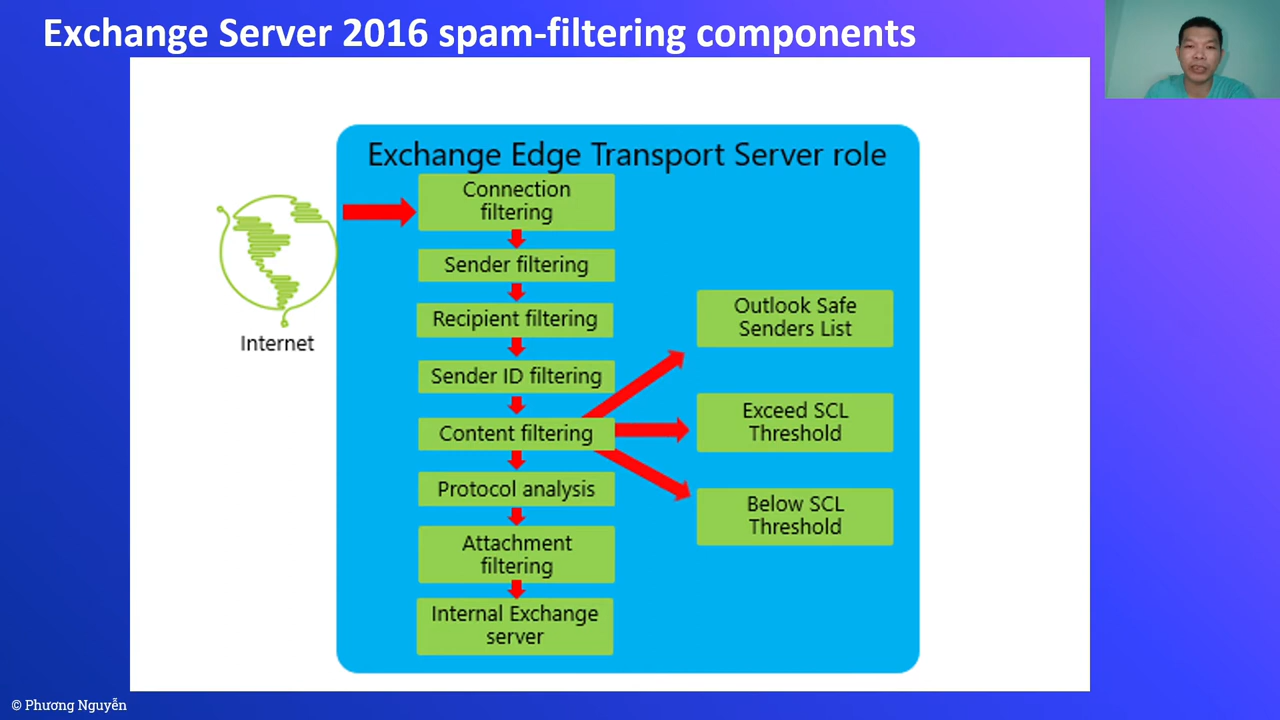 Exchange Server 2016 spam-filtering components
Exchange Edge Transport Server role
Connection
filtering
Sender filtering
Recipient filtering
Sender ID filtering
Content filtering
Protocol analysis
Attachment
filtering
Internal Exchange
server
Internet
Outlook Safe
Senders List
Exceed SCL
Threshold
Below SCL
Threshold
© Phương Nguyễn